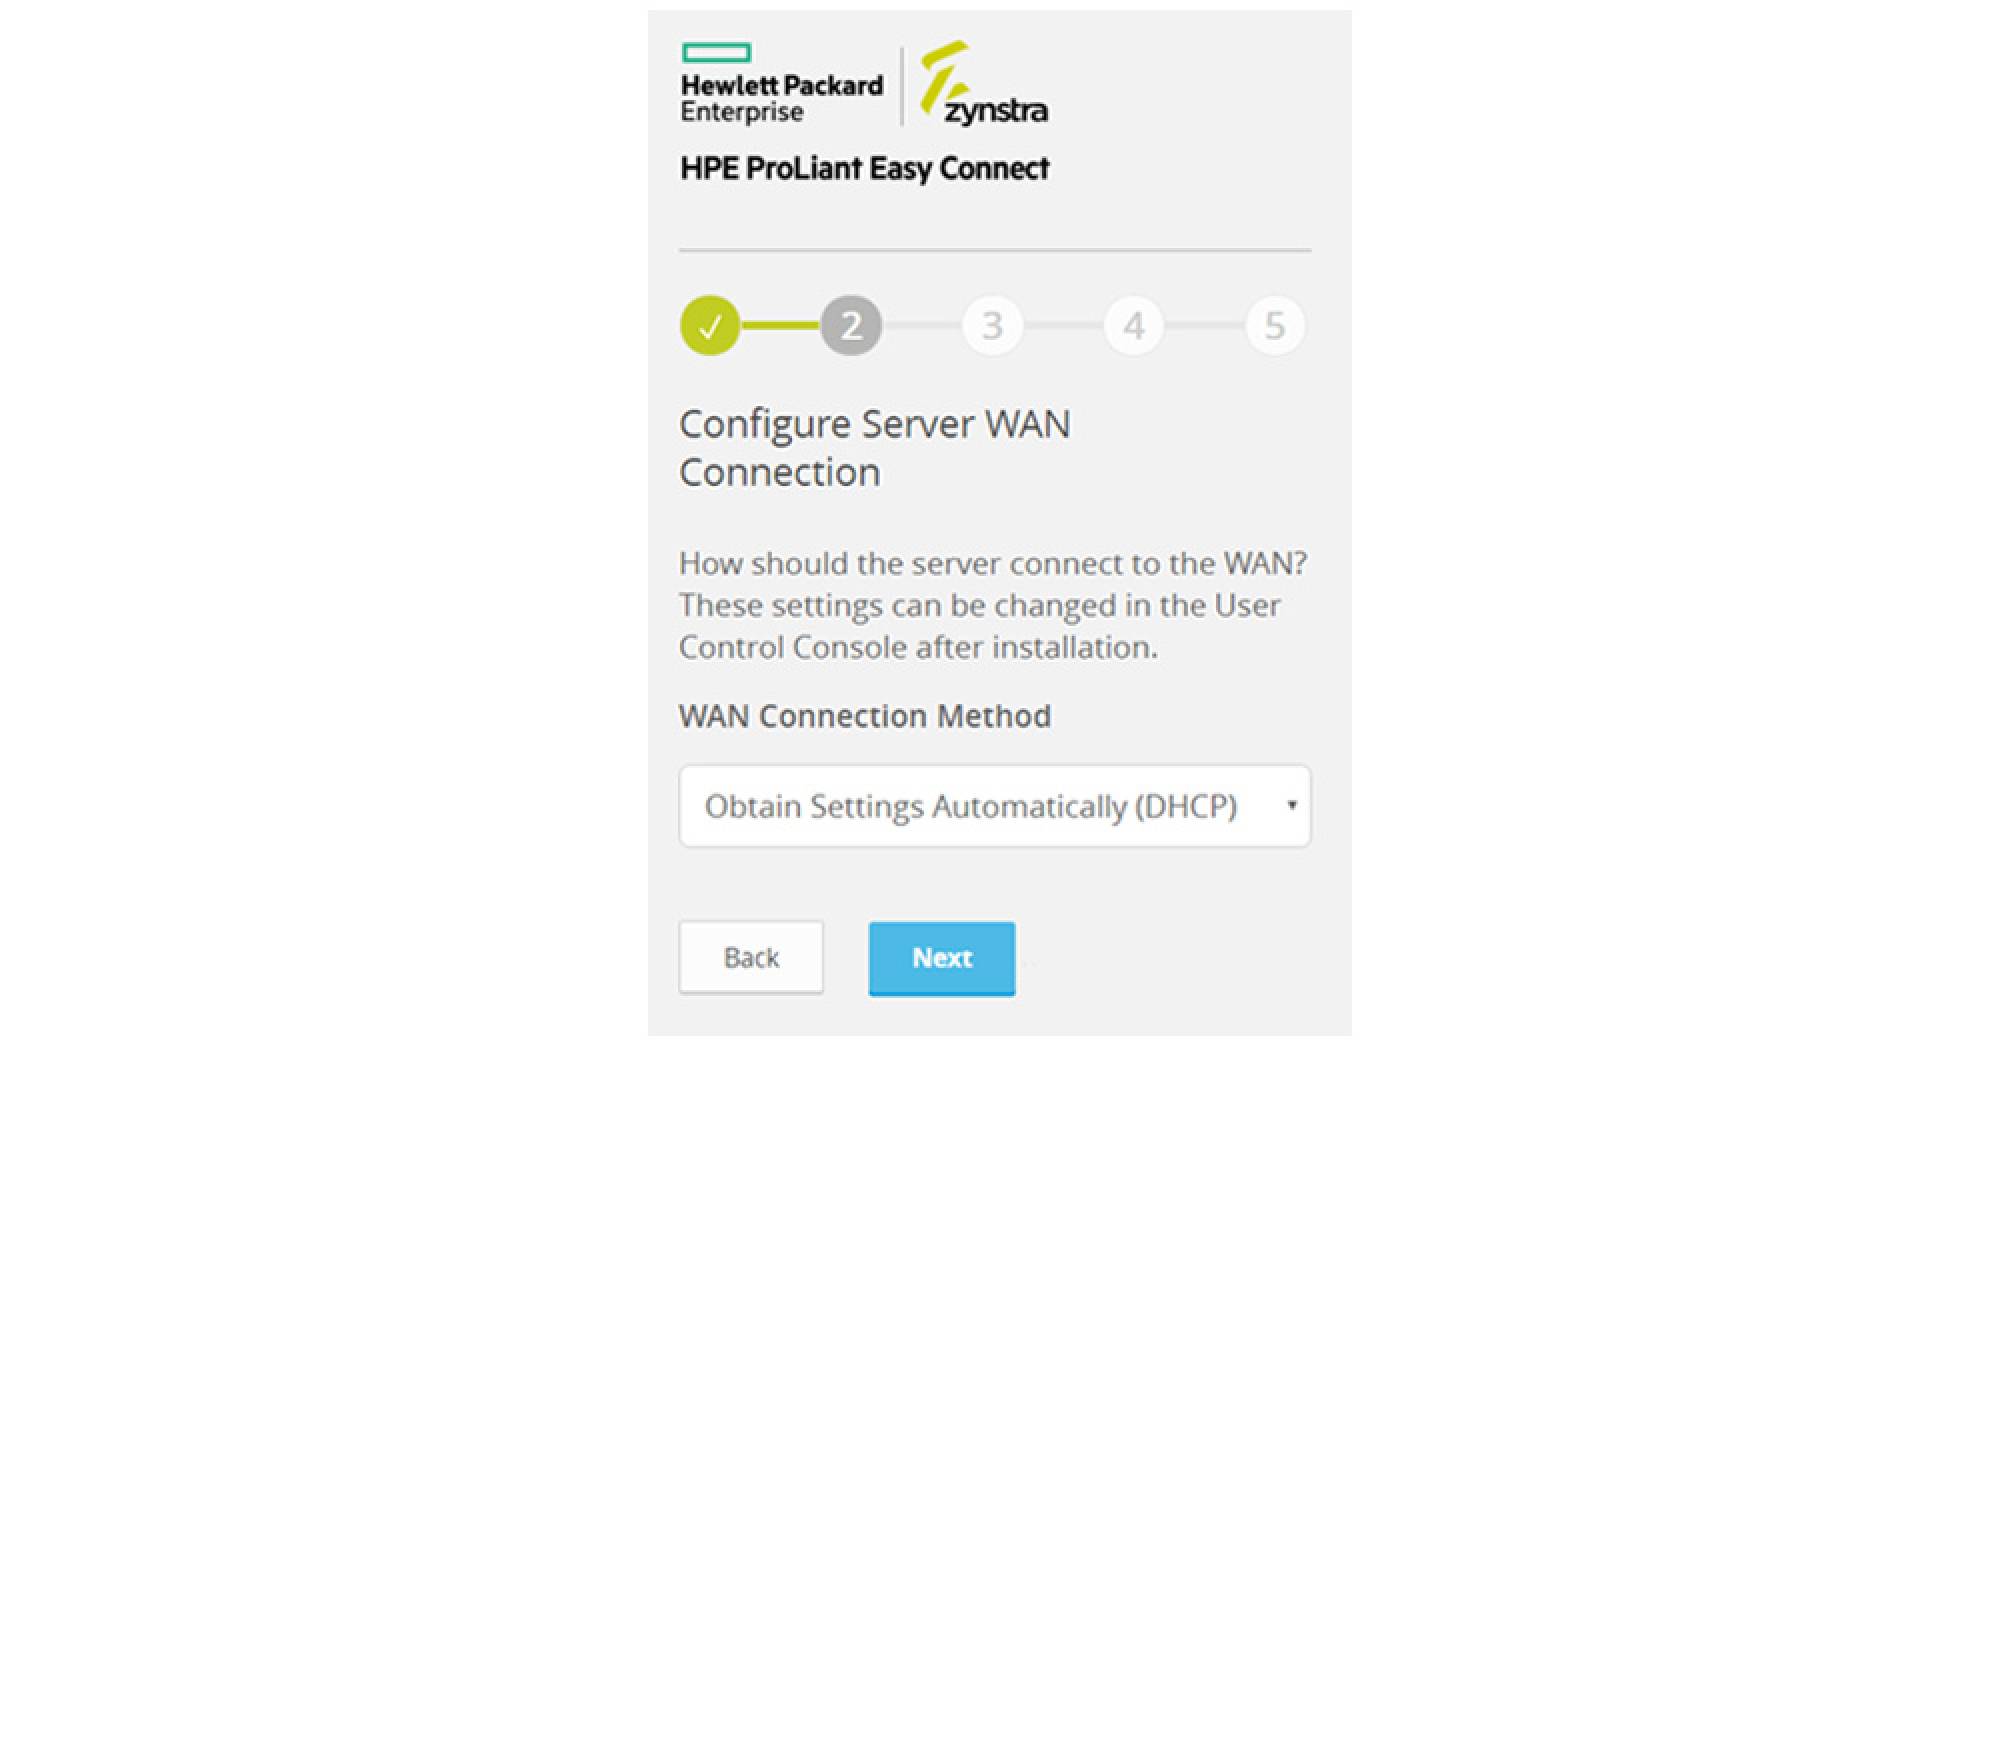 Hewlett Packard
Enterprise
zynstra
HPE ProLiant Easy Connect
2
3
4
5
Configure Server WAN
Connection
How should the server connect to the WAN?
These settings can be changed in the User
Control Console after installation.
WAN Connection Method
Obtain Settings Automatically (DHCP)
Back
Next